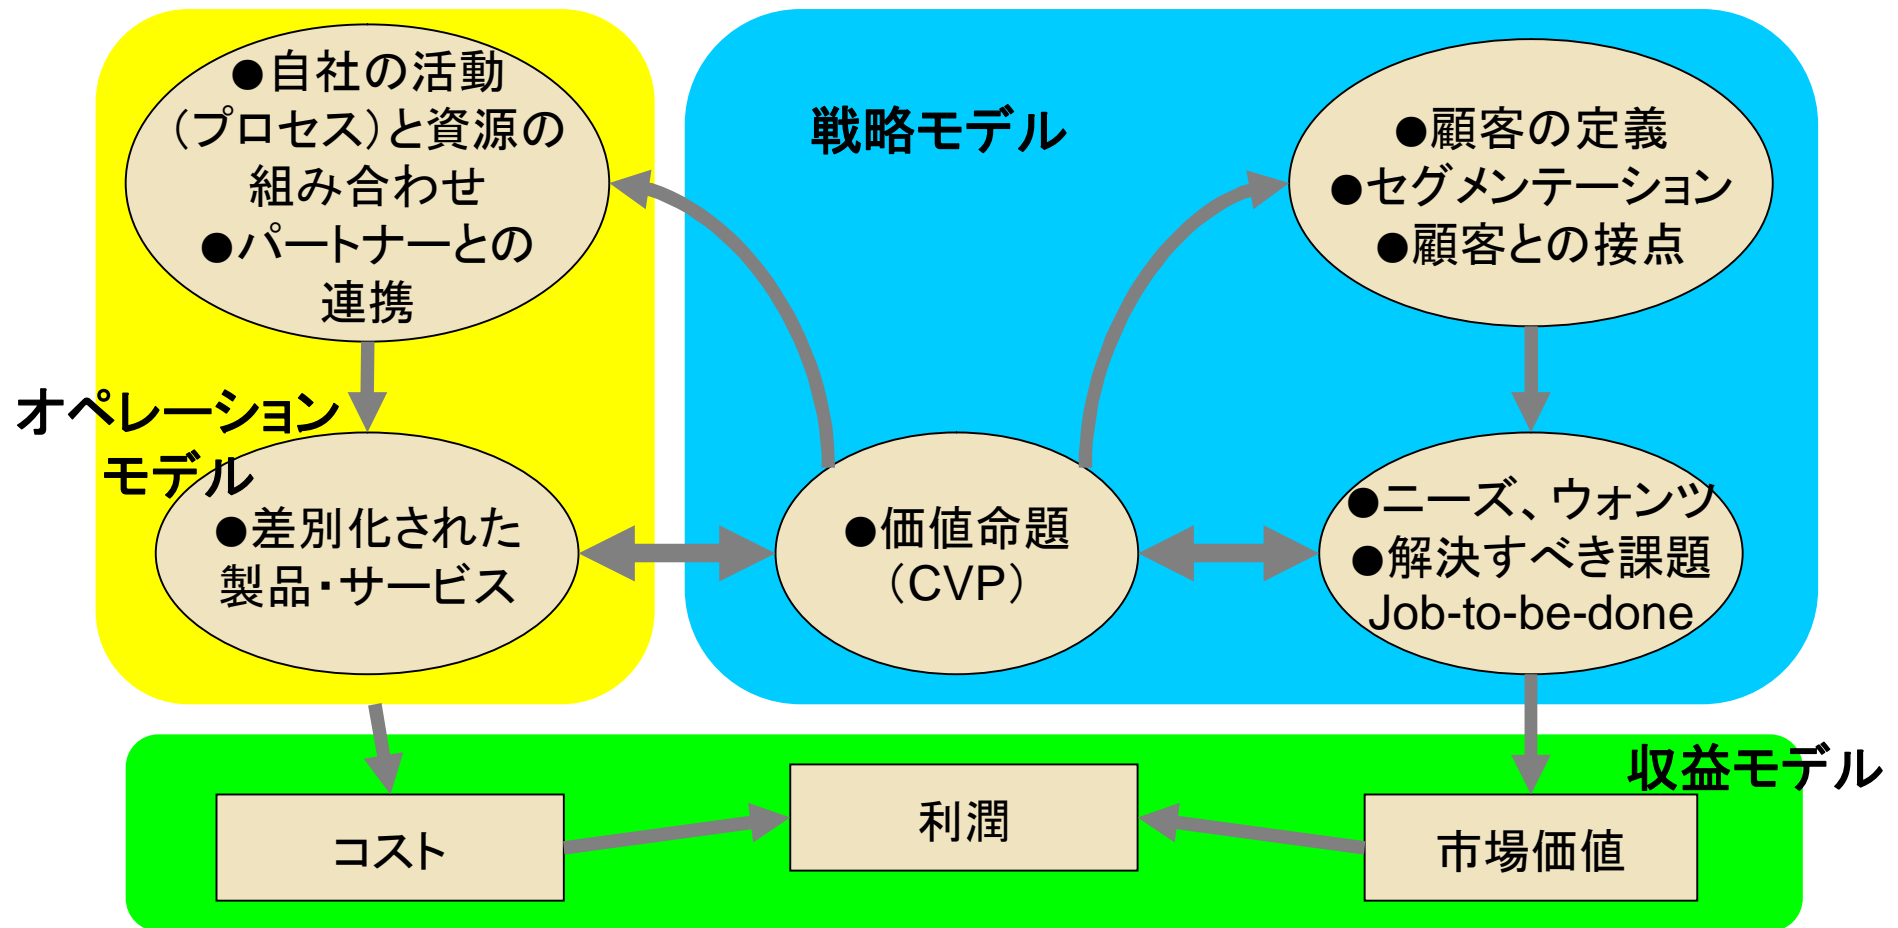 ●自社の活動
（プロセス）と資源の
組み合わせ
●パートナーとの
連携
オペレーション
モデル
●差別化された
製品・サービス
戦略モデル
●価値命題
（CVP）
●顧客の定義
●セグメンテーション
●顧客との接点
●ニーズ、ウォンツ
●解決すべき課題
Job-to-be-done
収益モデル
コスト
利潤
市場価値